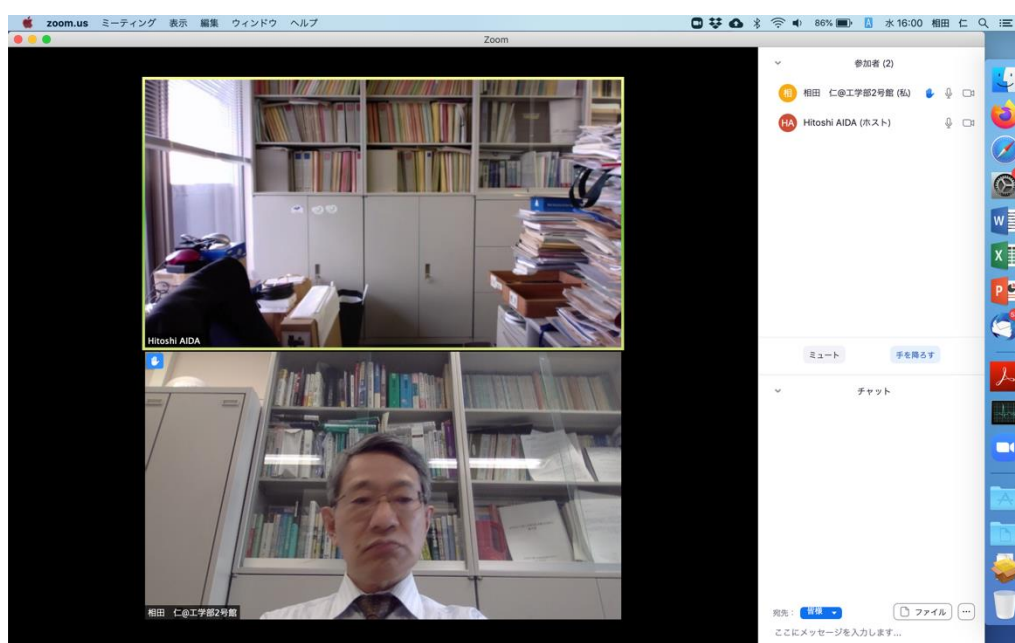 zoom.us ミーティング 表示 編集 ウィンドウ ヘルプ 86% A 水16:00 相田 仁
Zoom
参加者 (2)
相 相田 仁@工学部2号館 (私)
HA Hitoshi AIDA (ホスト)
Hitoshi AIDA
ミュート 手を降ろす
チャット
相田 仁@工学部2号館
宛先: 皆様 ファイル ...
ここにメッセージを入力します...